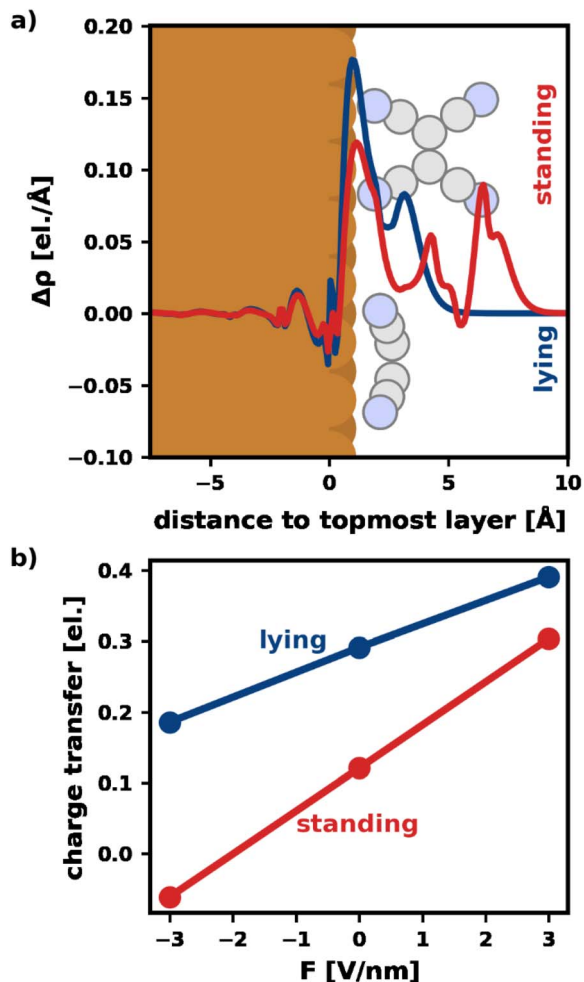 a)
0.20
0.15
0.10
0.05
0.00
−0.05
−0.10
Δρ [el./Å]
standing
lying
−5 0 5 10
distance to topmost layer [Å]
b)
0.4
0.3
0.2
0.1
0.0
charge transfer [el.]
lying
standing
−3 −2 −1 0 1 2 3
F [V/nm]